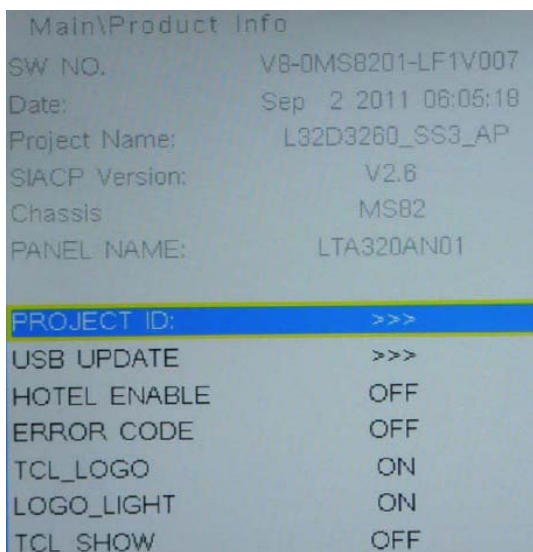 Main\Product Info
SW NO. V8-0MS8201-LF1V007
Date: Sep 2 2011 06:05:18
Project Name: L32D3260_SS3_AP
SIACP Version: V2.6
Chassis MS82
PANEL NAME: LTA320AN01
PROJECT ID: >>>
USB UPDATE >>>
HOTEL ENABLE OFF
ERROR CODE OFF
TCL_LOGO ON
LOGO_LIGHT ON
TCL SHOW OFF